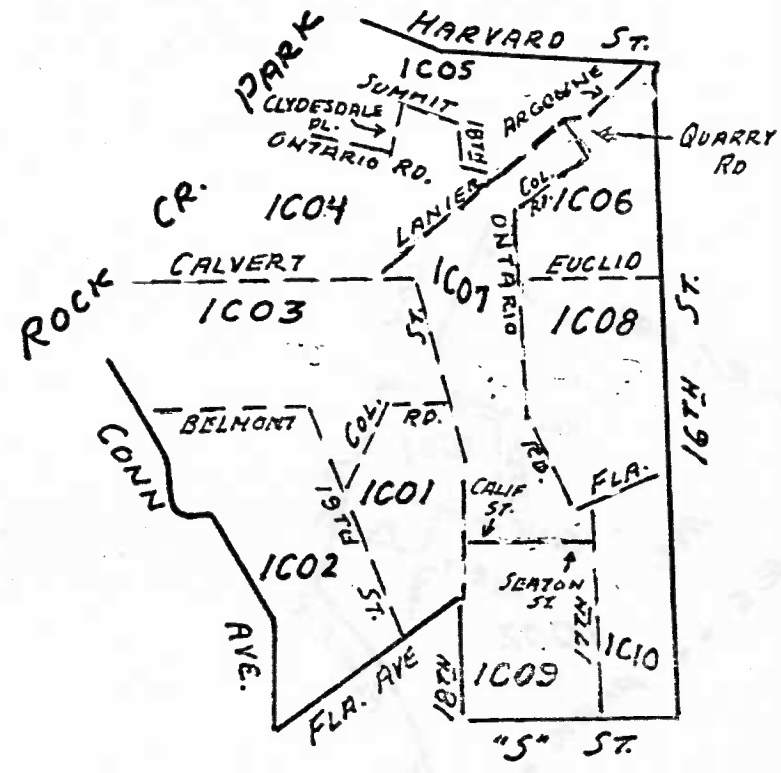 HARVARD ST.
PARK
1C05
SUMMIT
ARGONNE
CLYDESDALE
PL.
ONTARIO RD.
18TH
QUARRY
RD
CR.
1C04
LANIER
COL.
RD.
1C06
CALVERT
ONTARIO
EUCLID
ROCK
1C03
1C07
1C08
ST.
BELMONT
COL.
RD.
16TH
CONN
RD.
FLA.
19TH
1C01
CALIF
ST.
1C02
ST.
SEATON
ST.
17TH
AVE.
FLA. AVE
18TH
1C09
1C10
"S" ST.